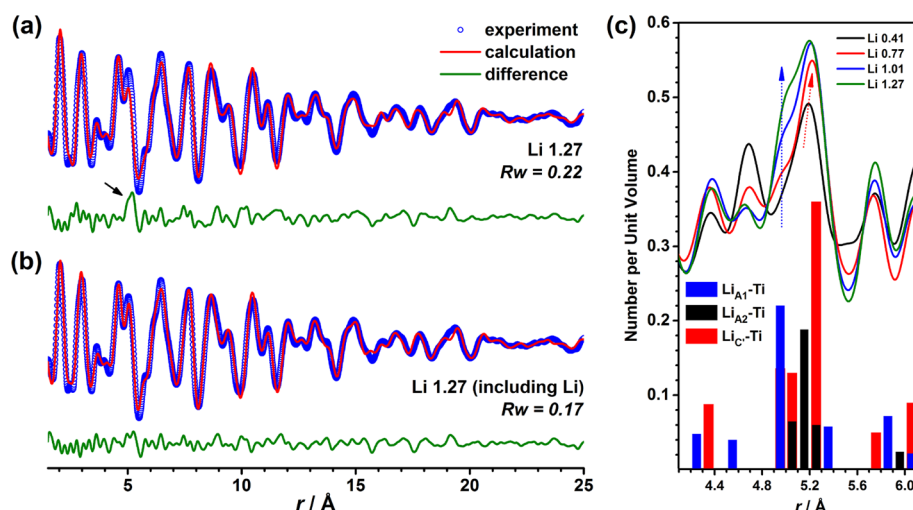 (a)
experiment
calculation
difference
Li 1.27
Rw = 0.22
(b)
Li 1.27 (including Li)
Rw = 0.17
5
10
15
20
25
r / Å
(c)
0.6
0.5
0.4
0.3
0.2
0.1
Number per Unit Volume
Li 0.41
Li 0.77
Li 1.01
Li 1.27
LiA1-Ti
LiA2-Ti
LiC'-Ti
4.4
4.8
5.2
5.6
6.0
r / Å